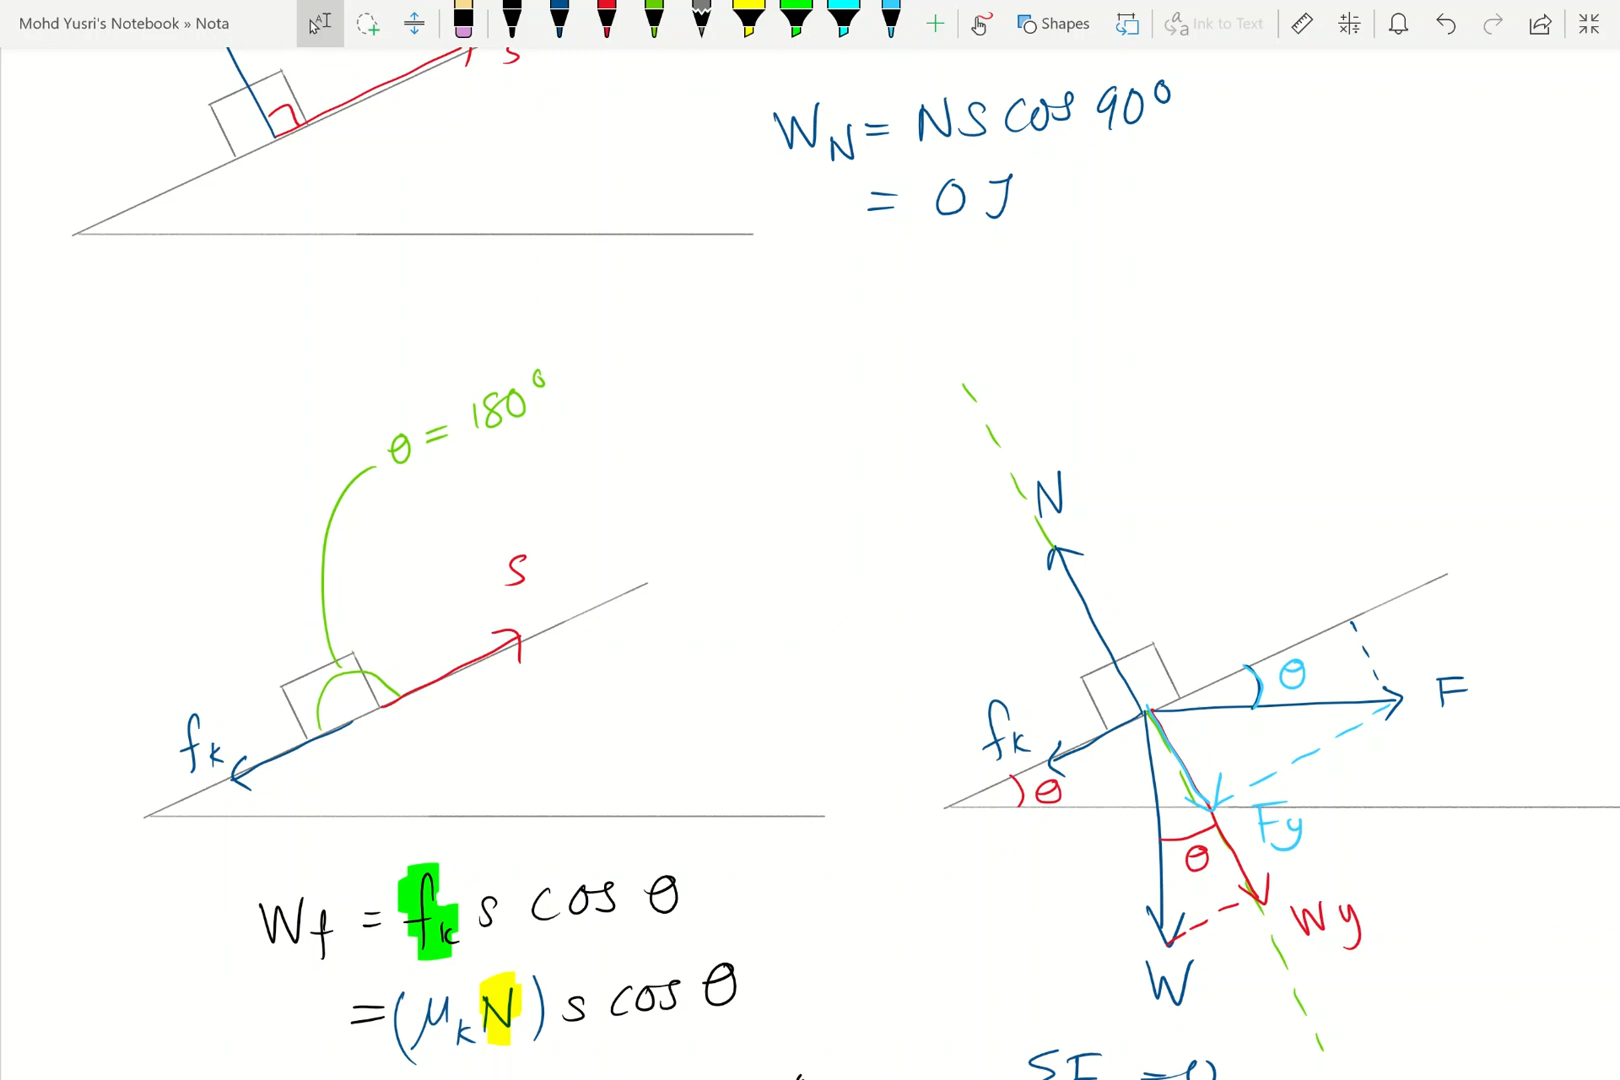 Mohd Yusri's Notebook » Nota
Shapes
Ink to Text
s
W_N = NS cos 90°
= 0 J
θ = 180°
s
f_k
W_f = f_k s cos θ
= (μ_k N) s cos θ
N
θ
F
f_k
θ
F_y
θ
W_y
W